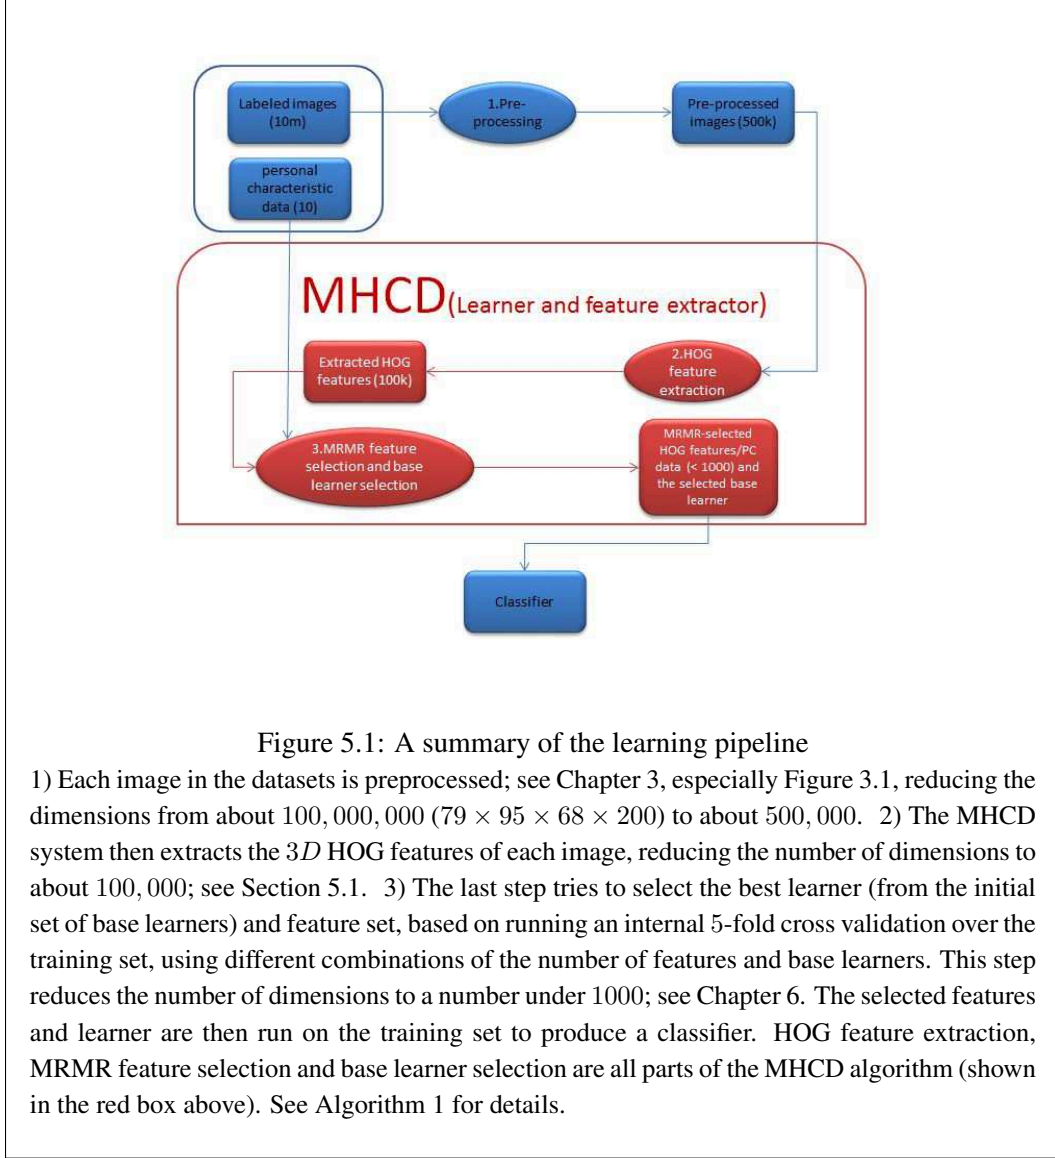 Labeled images
(10m)
1.Pre-
processing
Pre-processed
images (500k)
personal
characteristic
data (10)
MHCD(Learner and feature extractor)
Extracted HOG
features (100k)
2.HOG
feature
extraction
3.MRMR feature
selection and base
learner selection
MRMR-selected
HOG features/PC
data (< 1000) and
the selected base
learner
Classifier
Figure 5.1: A summary of the learning pipeline
1) Each image in the datasets is preprocessed; see Chapter 3, especially Figure 3.1, reducing the
dimensions from about 100, 000, 000 (79 × 95 × 68 × 200) to about 500, 000. 2) The MHCD
system then extracts the 3D HOG features of each image, reducing the number of dimensions to
about 100, 000; see Section 5.1. 3) The last step tries to select the best learner (from the initial
set of base learners) and feature set, based on running an internal 5-fold cross validation over the
training set, using different combinations of the number of features and base learners. This step
reduces the number of dimensions to a number under 1000; see Chapter 6. The selected features
and learner are then run on the training set to produce a classifier. HOG feature extraction,
MRMR feature selection and base learner selection are all parts of the MHCD algorithm (shown
in the red box above). See Algorithm 1 for details.